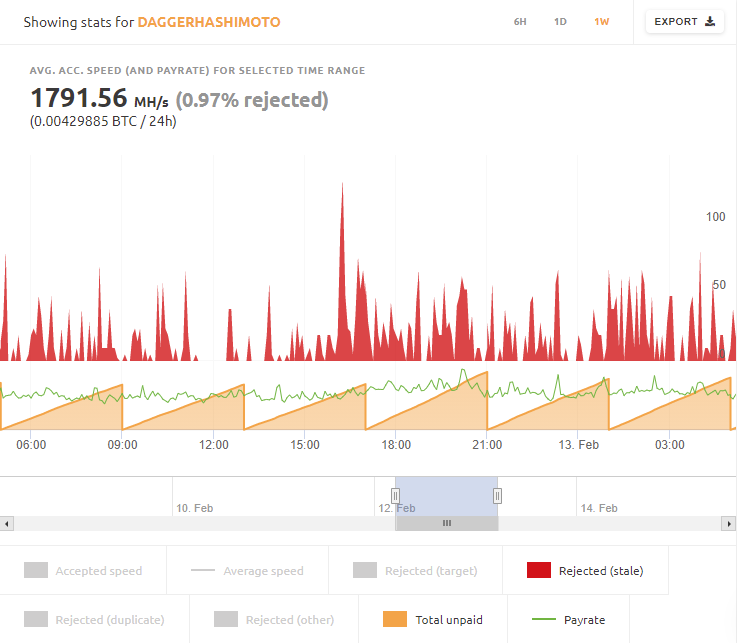 Showing stats for DAGGERHASHIMOTO 6H 1D 1W EXPORT
AVG. ACC. SPEED (AND PAYRATE) FOR SELECTED TIME RANGE
1791.56 MH/s (0.97% rejected)
(0.00429885 BTC / 24h)
100
50
0
06:00 09:00 12:00 15:00 18:00 21:00 13. Feb 03:00
10. Feb 12. Feb 14. Feb
Accepted speed Average speed Rejected (target) Rejected (stale)
Rejected (duplicate) Rejected (other) Total unpaid Payrate